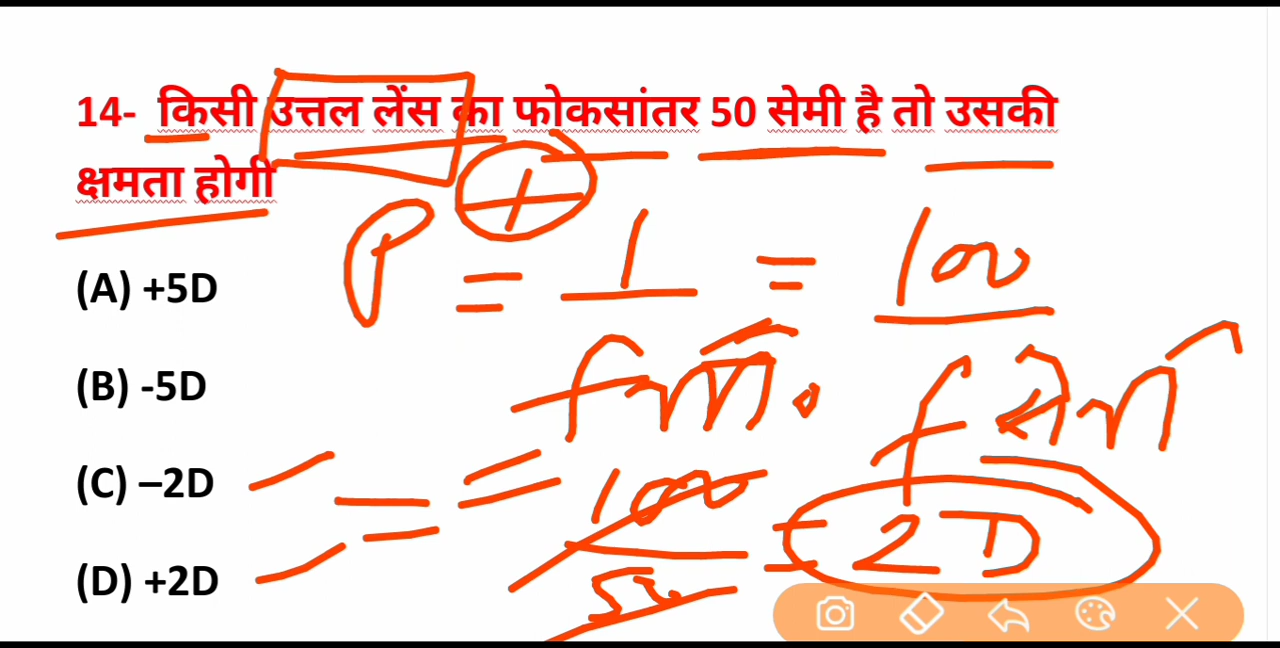 14- किसी उत्तल लेंस का फोकसांतर 50 सेमी है तो उसकी
क्षमता होगी
(A) +5D
(B) -5D
(C) –2D
(D) +2D
+
P = 1 = 100
f मी. f सेमी
= 100 = 2D
50